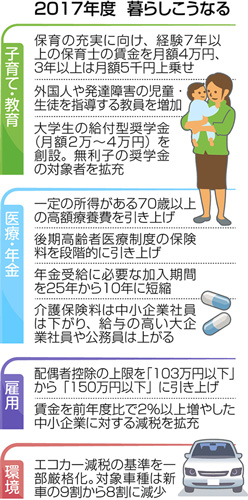 2017年度 暮らしこうなる
子育て・教育
保育の充実に向け、経験7年以
上の保育士の賃金を月額4万円、
3年以上は月額5千円上乗せ
外国人や発達障害の児童・
生徒を指導する教員を増加
大学生の給付型奨学金
(月額2万〜4万円)を
創設。無利子の奨学金
の対象者を拡充
医療・年金
一定の所得がある70歳以上
の高額療養費を引き上げ
後期高齢者医療制度の保険
料を段階的に引き上げ
年金受給に必要な加入期間
を25年から10年に短縮
介護保険料は中小企業社員
は下がり、給与の高い大企
業社員や公務員は上がる
雇用
配偶者控除の上限を「103万円以下」
から「150万円以下」に引き上げ
賃金を前年度比で2%以上増やした
中小企業に対する減税を拡充
環境
エコカー減税の基準を一
部厳格化。対象車種は新
車の9割から8割に減少